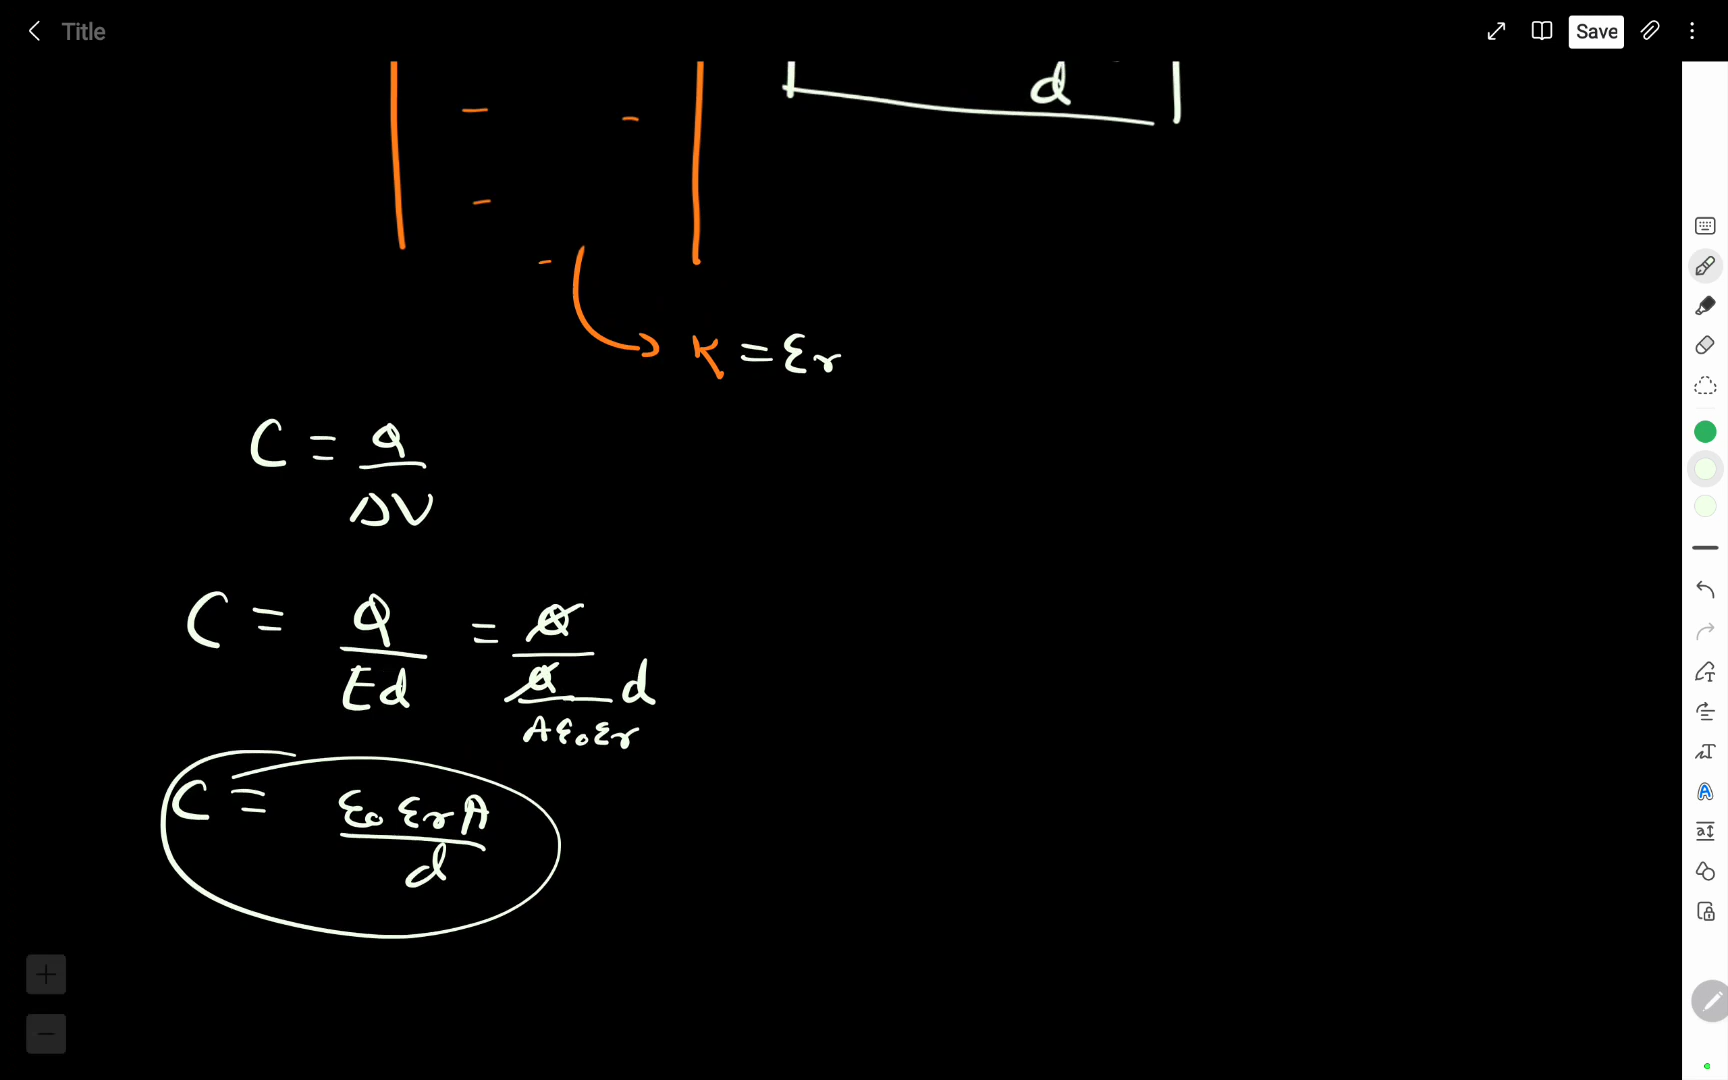 Title
Save
d
K = εr
C = Q / ΔV
C = Q / Ed = Q / (Q / Aε₀εr) d
C = ε₀ εr A / d